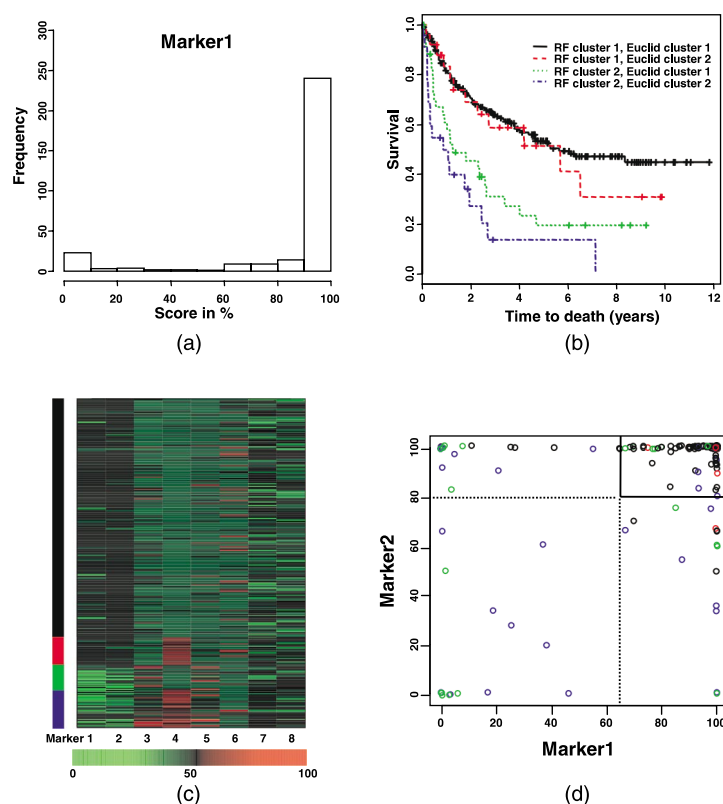 (a)
Marker1
Frequency
0 50 100 150 200 250 300
0 20 40 60 80 100
Score in %
(b)
RF cluster 1, Euclid cluster 1
RF cluster 1, Euclid cluster 2
RF cluster 2, Euclid cluster 1
RF cluster 2, Euclid cluster 2
Survival
0.0 0.2 0.4 0.6 0.8 1.0
0 2 4 6 8 10 12
Time to death (years)
Marker 1 2 3 4 5 6 7 8
0 50 100
(c)
Marker2
0 20 40 60 80 100
0 20 40 60 80 100
Marker1
(d)